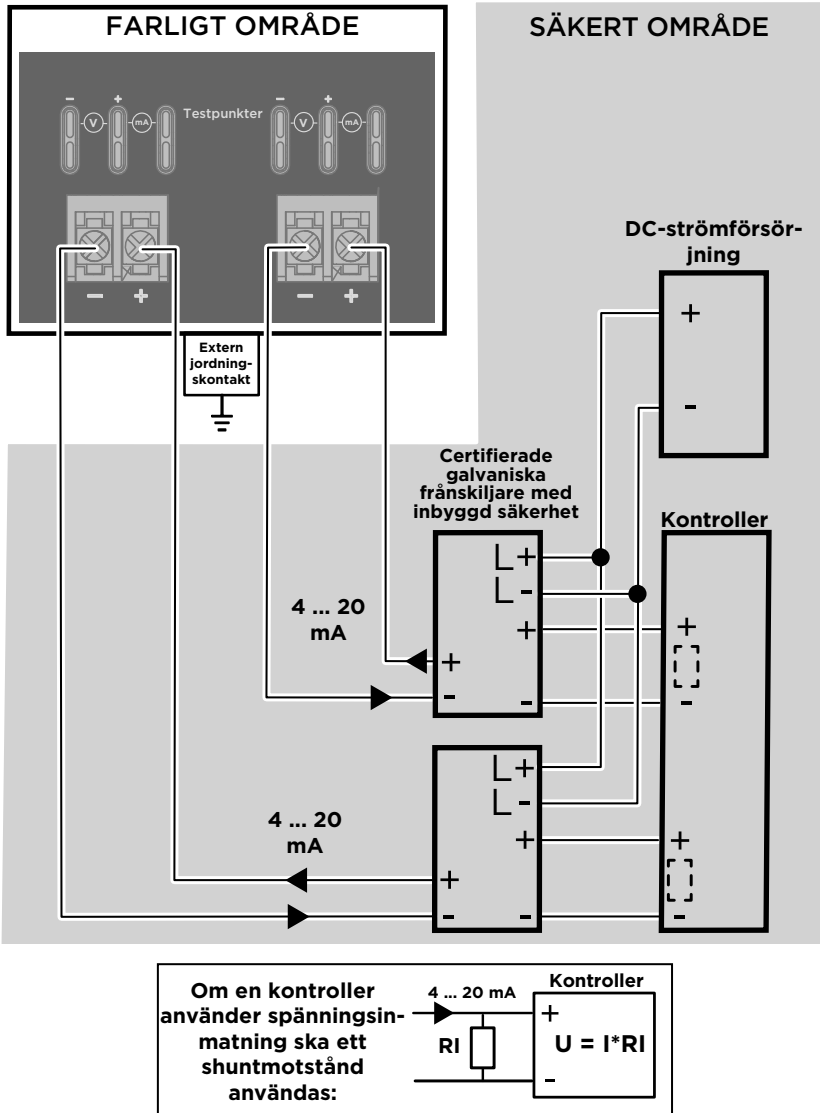 FARLIGT OMRÅDE
SÄKERT OMRÅDE
- + Testpunkter - +
V mA V mA
- + - +
Extern
jordning-
skontakt
DC-strömförsör-
jning
+
-
Certifierade
galvaniska
frånskiljare med
inbyggd säkerhet
Kontroller
L +
L -
4 ... 20
mA
+ +
+
- - -
L +
L -
4 ... 20
mA
+ +
+
- - -
Om en kontroller
använder spänningsin-
matning ska ett
shuntmotstånd
användas:
4 ... 20 mA
Kontroller
+
RI
U = I*RI
-